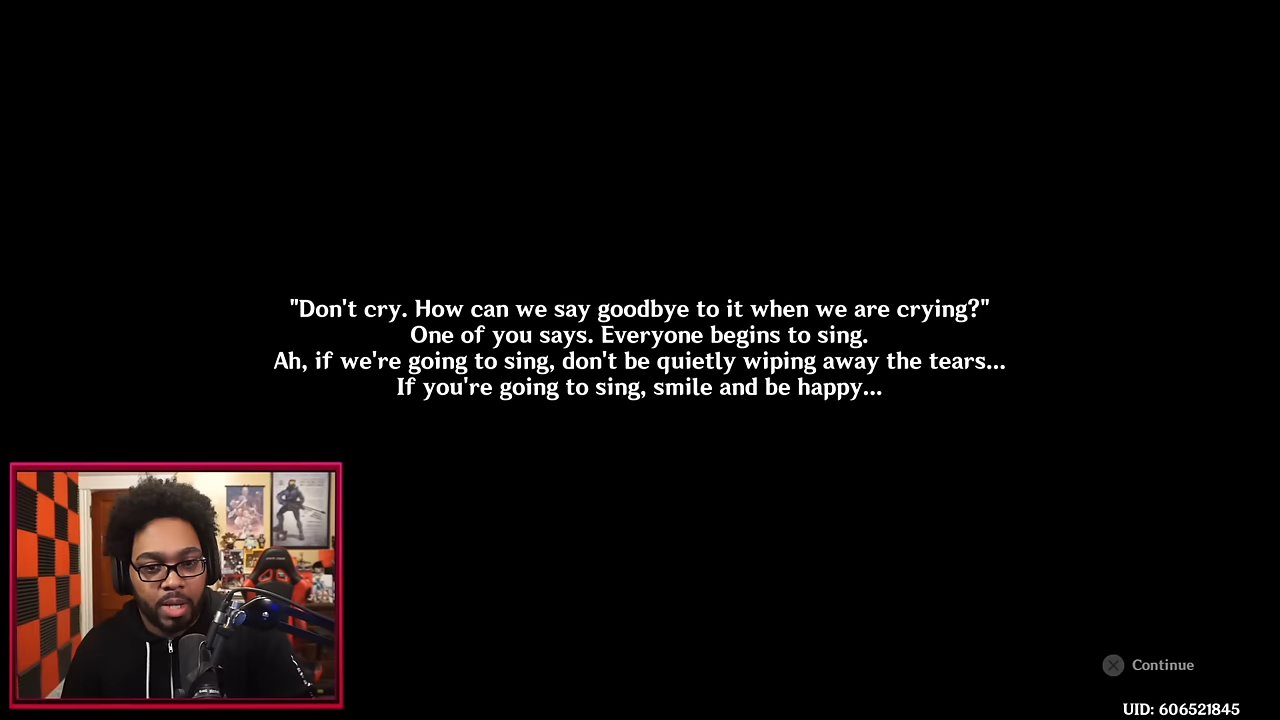 "Don't cry. How can we say goodbye to it when we are crying?"
One of you says. Everyone begins to sing.
Ah, if we're going to sing, don't be quietly wiping away the tears...
If you're going to sing, smile and be happy...
Continue
UID: 606521845